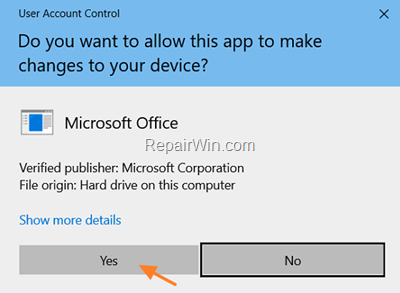 User Account Control
Do you want to allow this app to make
changes to your device?
Microsoft Office
RepairWin.com
Verified publisher: Microsoft Corporation
File origin: Hard drive on this computer
Show more details
Yes
No